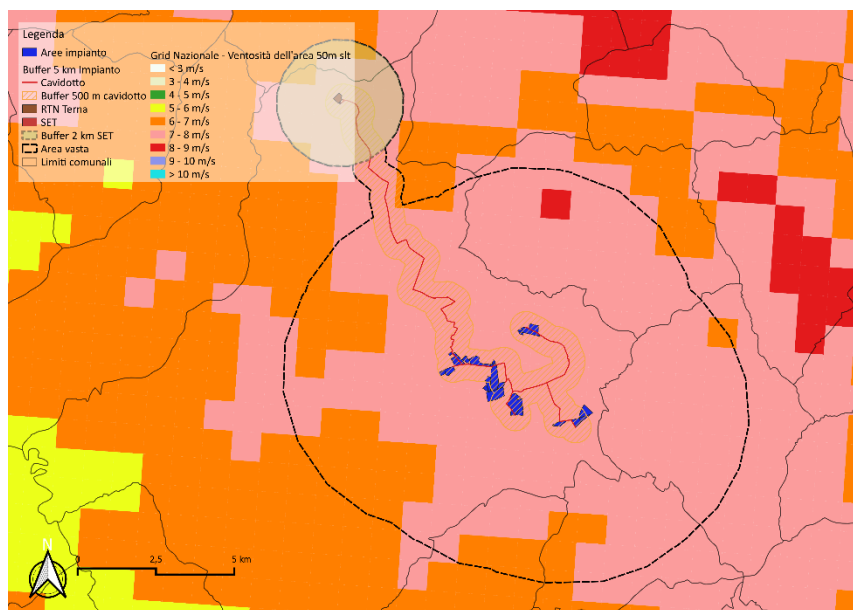 Legenda
Aree impianto
Buffer 5 km Impianto
Cavidotto
Buffer 500 m cavidotto
RTN Terna
SET
Buffer 2 km SET
Area vasta
Limiti comunali
Grid Nazionale - Ventosità dell'area 50m slt
< 3 m/s
3 - 4 m/s
4 - 5 m/s
5 - 6 m/s
6 - 7 m/s
7 - 8 m/s
8 - 9 m/s
9 - 10 m/s
> 10 m/s
N
0 2,5 5 km